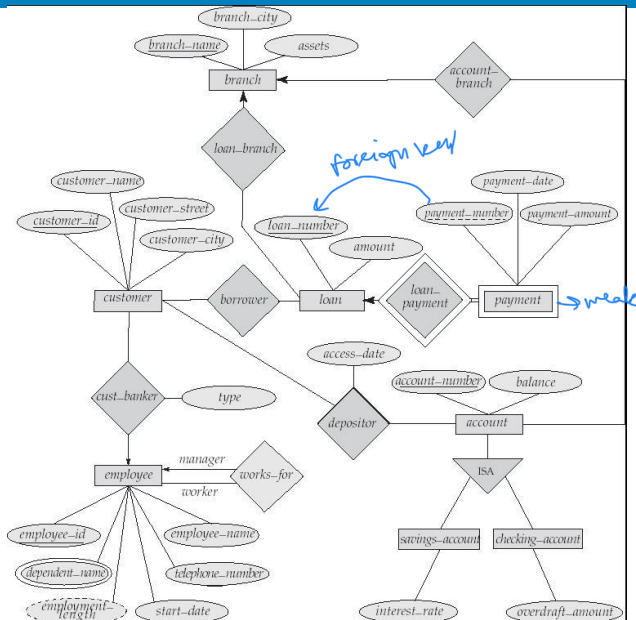 branch_city
branch_name
assets
branch
account_
branch
loan_branch
foreign key
customer_name
customer_street
customer_id
customer_city
payment_date
payment_number
payment_amount
loan_number
amount
customer
borrower
loan
loan_
payment
payment
weak
access_date
cust_banker
type
account_number
balance
depositor
account
manager
employee
works_for
worker
ISA
employee_id
employee_name
savings_account
checking_account
dependent_name
telephone_number
employment_
length
start_date
interest_rate
overdraft_amount